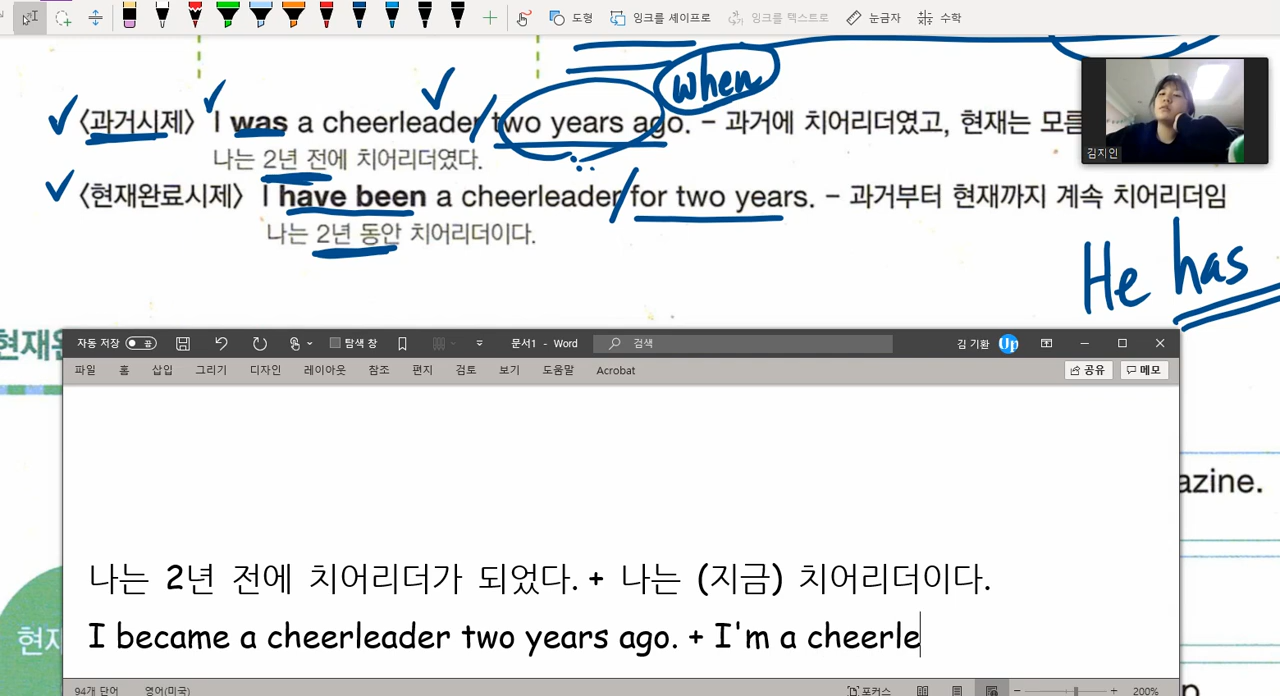 도형 잉크를 셰이프로 잉크를 텍스트로 눈금자 수학
when
〈과거시제〉 I was a cheerleader two years ago. – 과거에 치어리더였고, 현재는 모름
나는 2년 전에 치어리더였다.
김지인
〈현재완료시제〉 I have been a cheerleader for two years. – 과거부터 현재까지 계속 치어리더임
나는 2년 동안 치어리더이다.
He has
현재완
자동 저장 끔 탐색 창 문서1 - Word 검색 김 기환 Up
파일 홈 삽입 그리기 디자인 레이아웃 참조 편지 검토 보기 도움말 Acrobat 공유 메모
azine.
나는 2년 전에 치어리더가 되었다. + 나는 (지금) 치어리더이다.
I became a cheerleader two years ago. + I'm a cheerle
현지
94개 단어 영어(미국) 포커스 200%